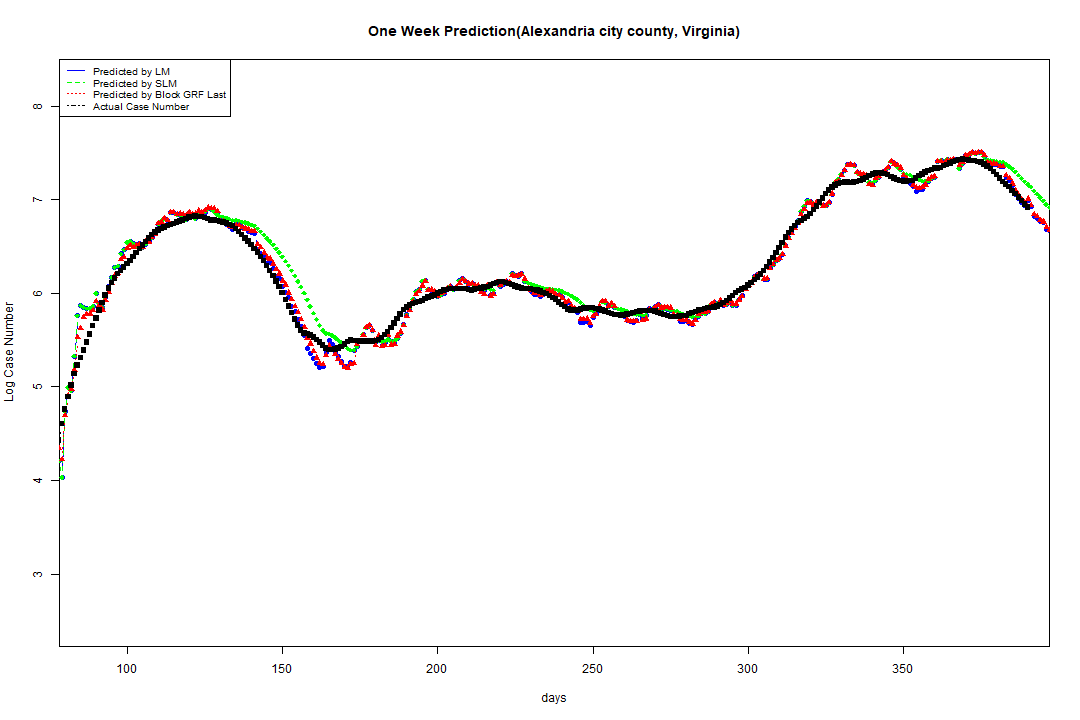 One Week Prediction(Alexandria city county, Virginia)
Predicted by LM
Predicted by SLM
Predicted by Block GRF Last
Actual Case Number
8
7
6
5
4
3
Log Case Number
100 150 200 250 300 350
days